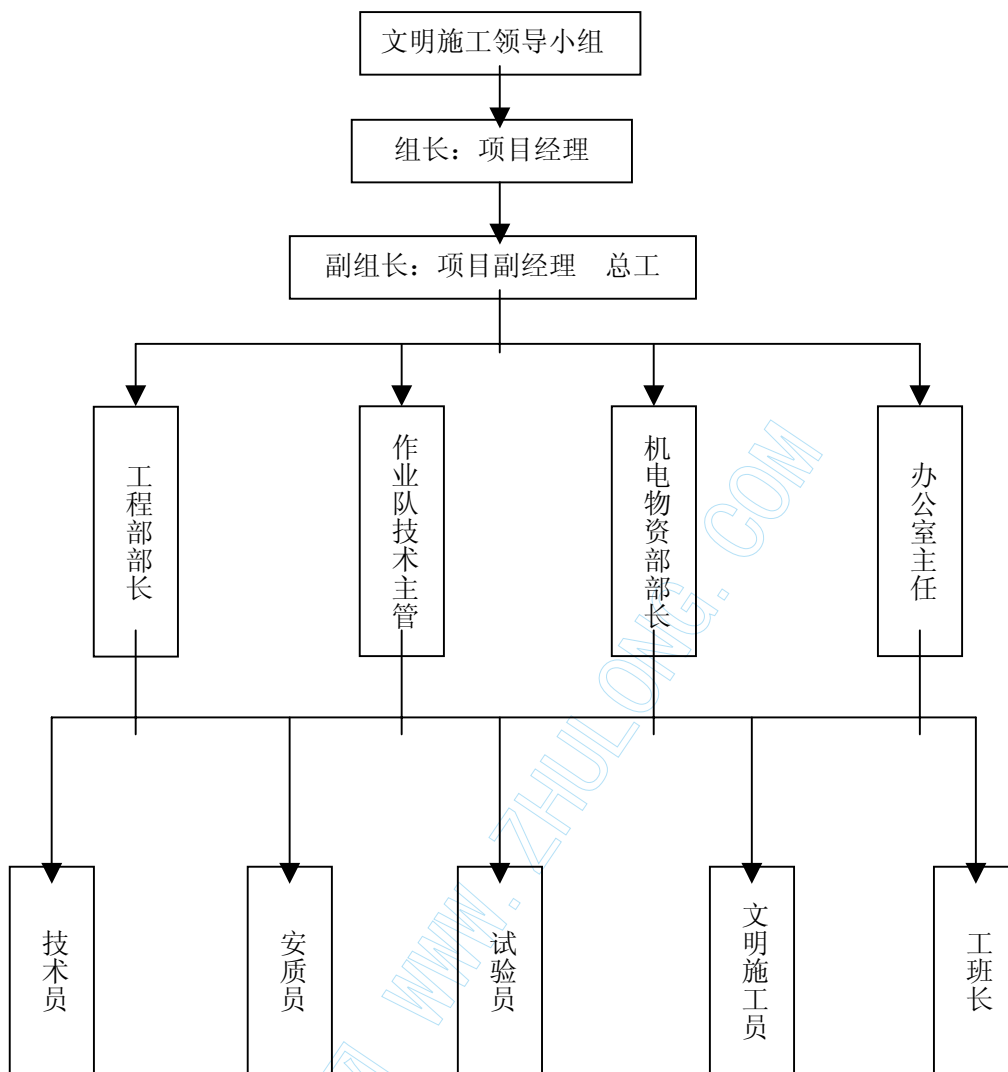 文明施工领导小组
组长：项目经理
副组长：项目副经理 总工
工程部部长
作业队技术主管
机电物资部部长
办公室主任
技术员
安质员
试验员
文明施工员
工班长
WWW.ZHULONG.COM